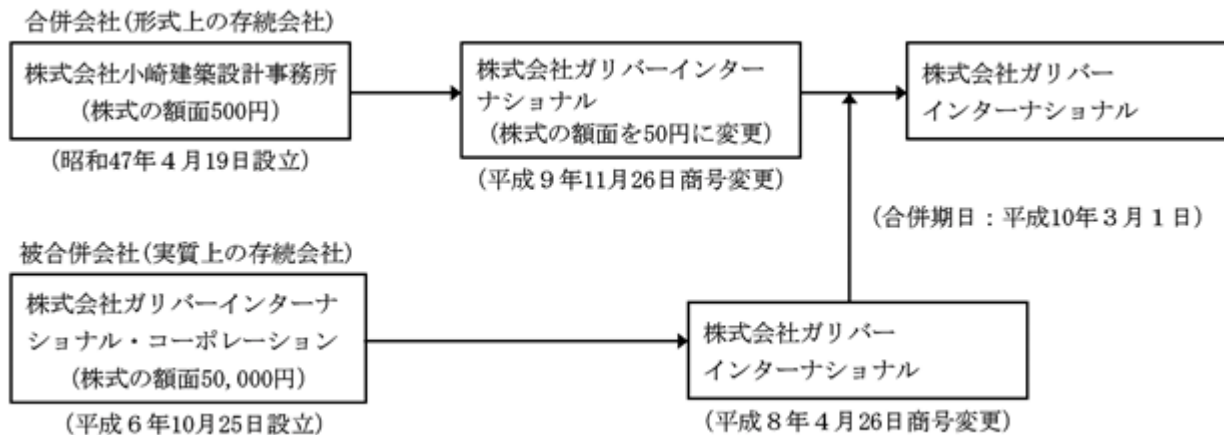 合併会社(形式上の存続会社)
株式会社小崎建築設計事務所
(株式の額面500円)
(昭和47年4月19日設立)
株式会社ガリバーインター
ナショナル
(株式の額面を50円に変更)
(平成9年11月26日商号変更)
株式会社ガリバー
インターナショナル
(合併期日:平成10年3月1日)
被合併会社(実質上の存続会社)
株式会社ガリバーインターナ
ショナル・コーポレーション
(株式の額面50,000円)
(平成6年10月25日設立)
株式会社ガリバー
インターナショナル
(平成8年4月26日商号変更)